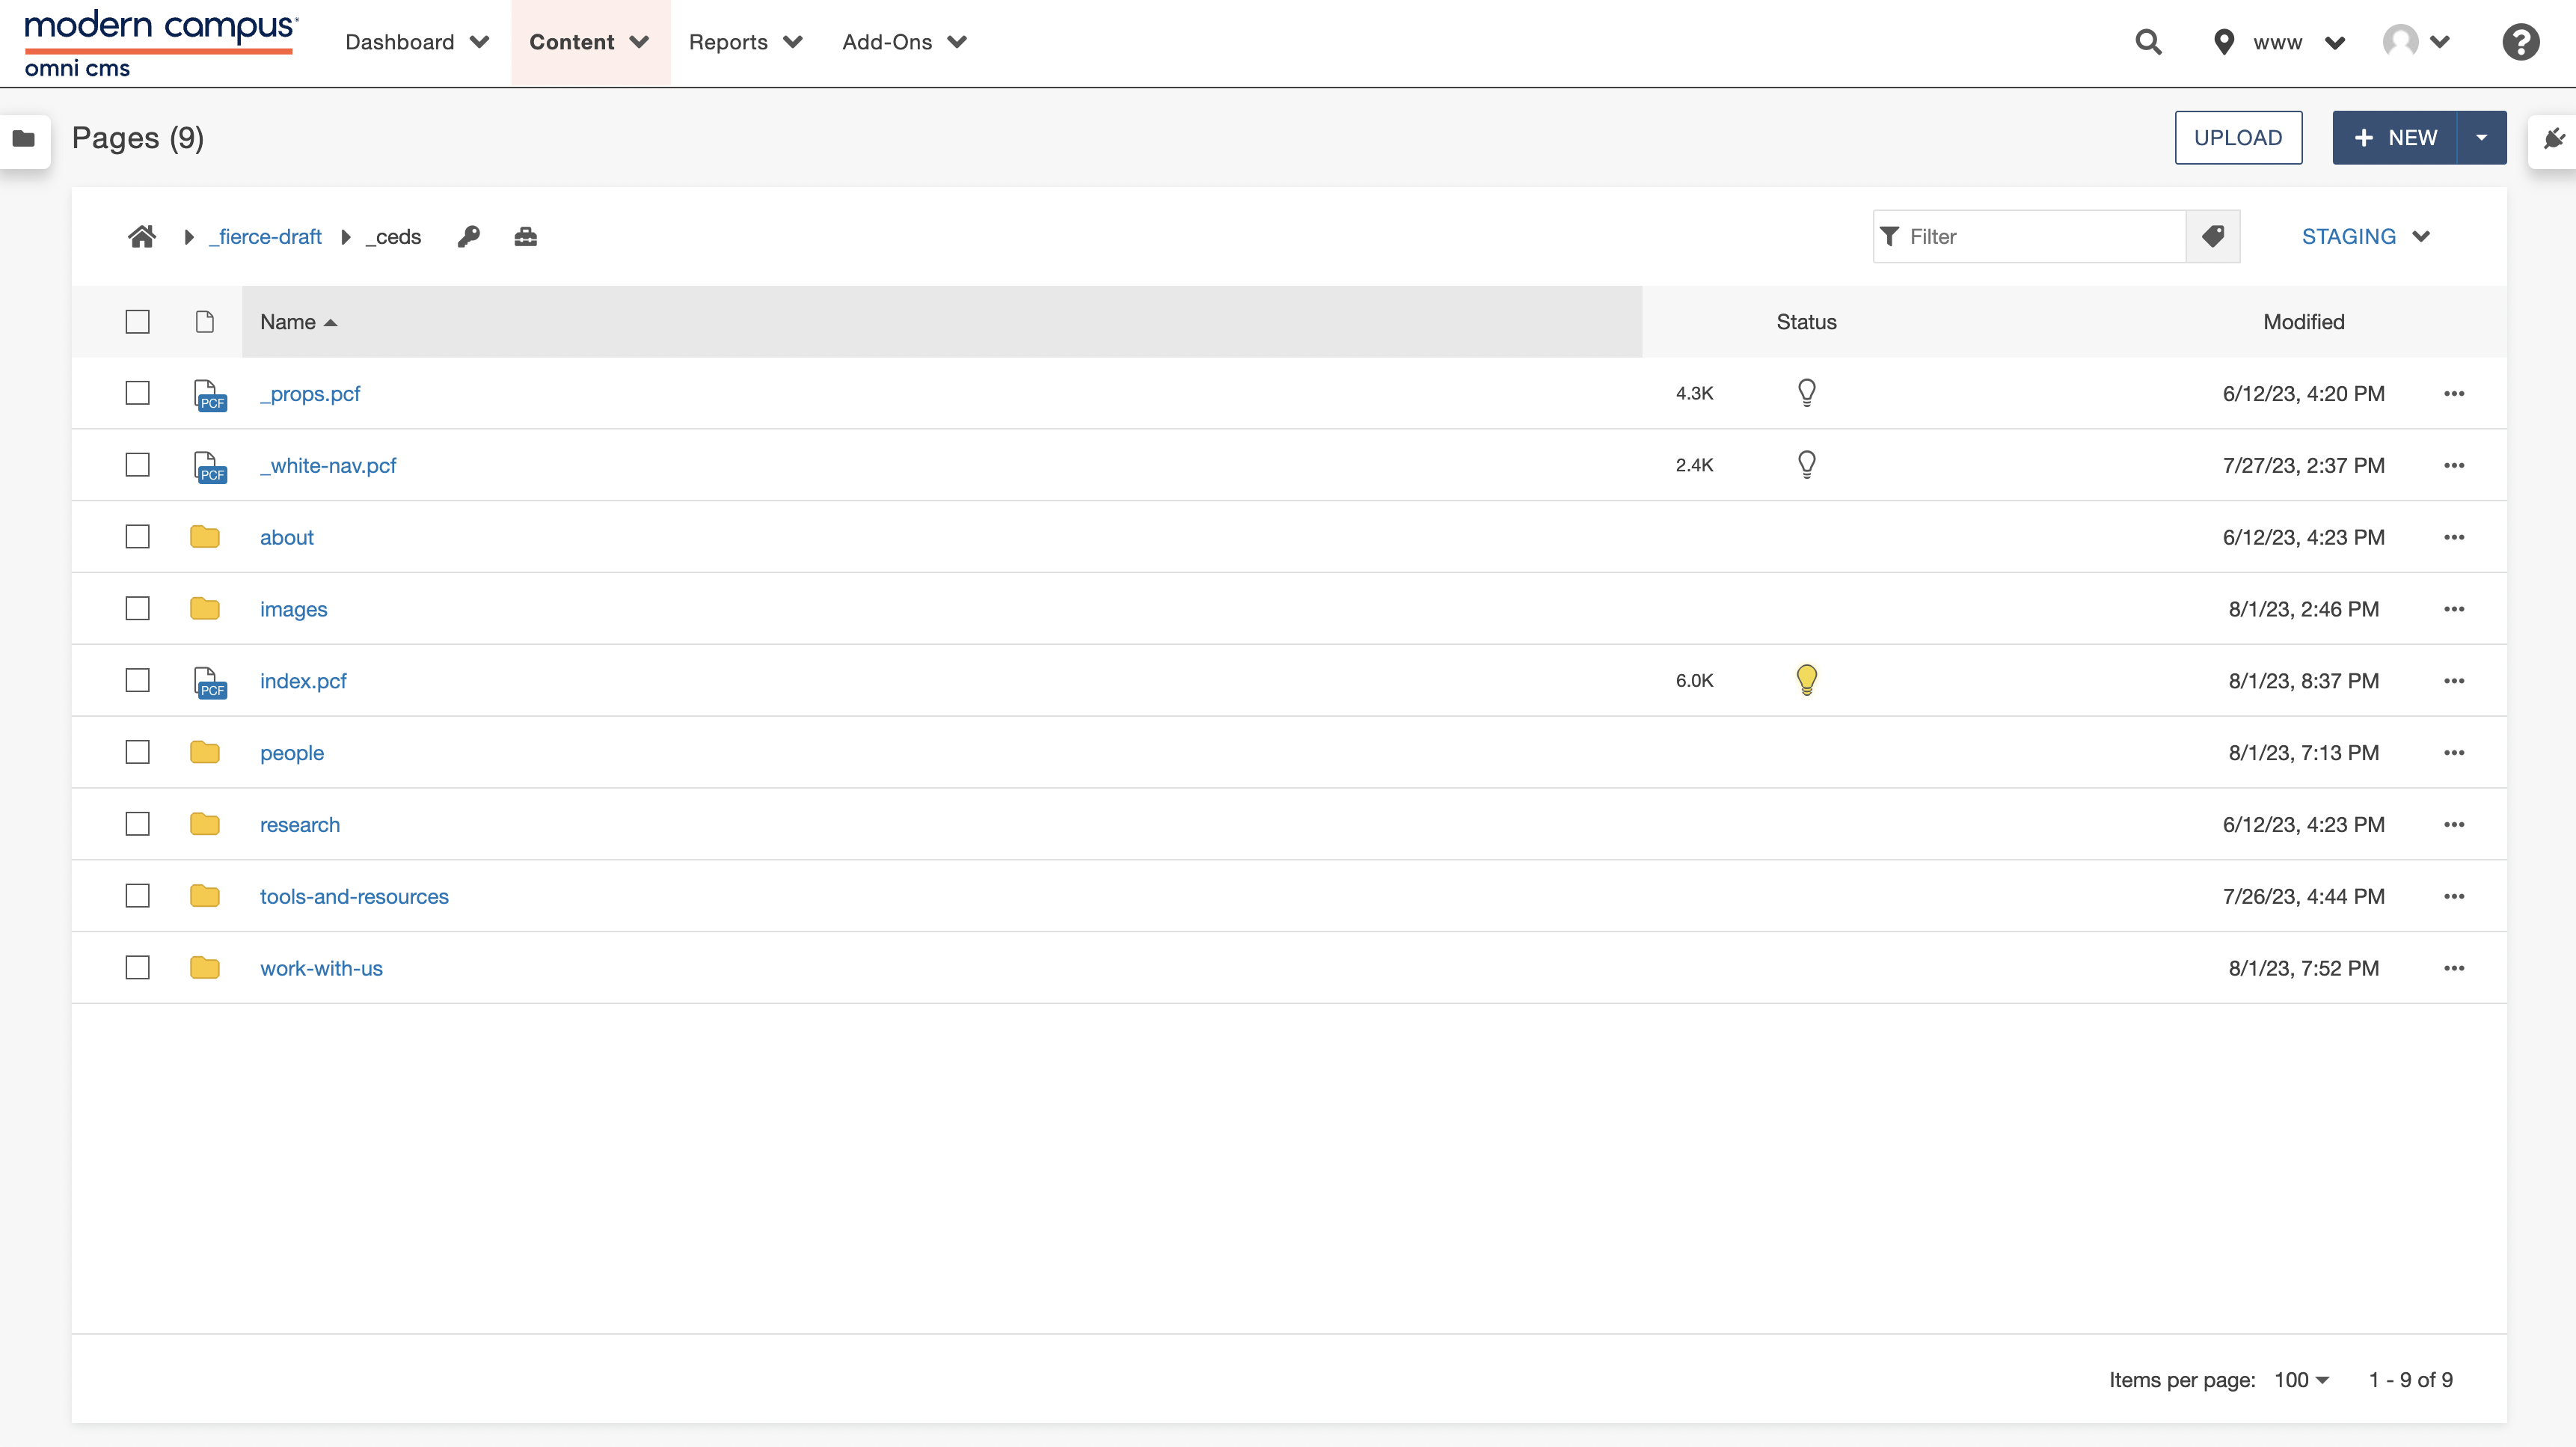 modern campus
omni cms
Dashboard Content Reports Add-Ons www ?
Pages (9) UPLOAD + NEW
_fierce-draft _ceds Filter STAGING
Name Status Modified
PCF _props.pcf 4.3K 6/12/23, 4:20 PM
PCF _white-nav.pcf 2.4K 7/27/23, 2:37 PM
about 6/12/23, 4:23 PM
images 8/1/23, 2:46 PM
PCF index.pcf 6.0K 8/1/23, 8:37 PM
people 8/1/23, 7:13 PM
research 6/12/23, 4:23 PM
tools-and-resources 7/26/23, 4:44 PM
work-with-us 8/1/23, 7:52 PM
Items per page: 100 1 - 9 of 9